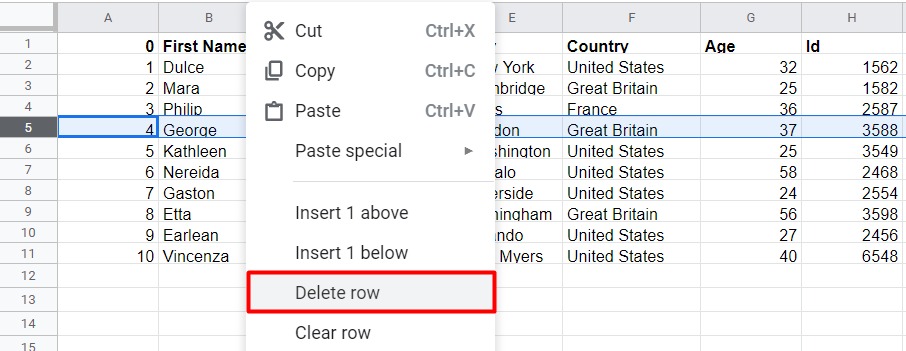 A B E F G H
1 0 First Name Country Age Id
2 1 Dulce York United States 32 1562
3 2 Mara nbridge Great Britain 25 1582
4 3 Philip s France 36 2587
5 4 George don Great Britain 37 3588
6 5 Kathleen shington United States 25 3549
7 6 Nereida alo United States 58 2468
8 7 Gaston erside United States 24 2554
9 8 Etta ningham Great Britain 56 3598
10 9 Earlean ando United States 27 2456
11 10 Vincenza Myers United States 40 6548
12
13
14
15
Cut Ctrl+X
Copy Ctrl+C
Paste Ctrl+V
Paste special
Insert 1 above
Insert 1 below
Delete row
Clear row